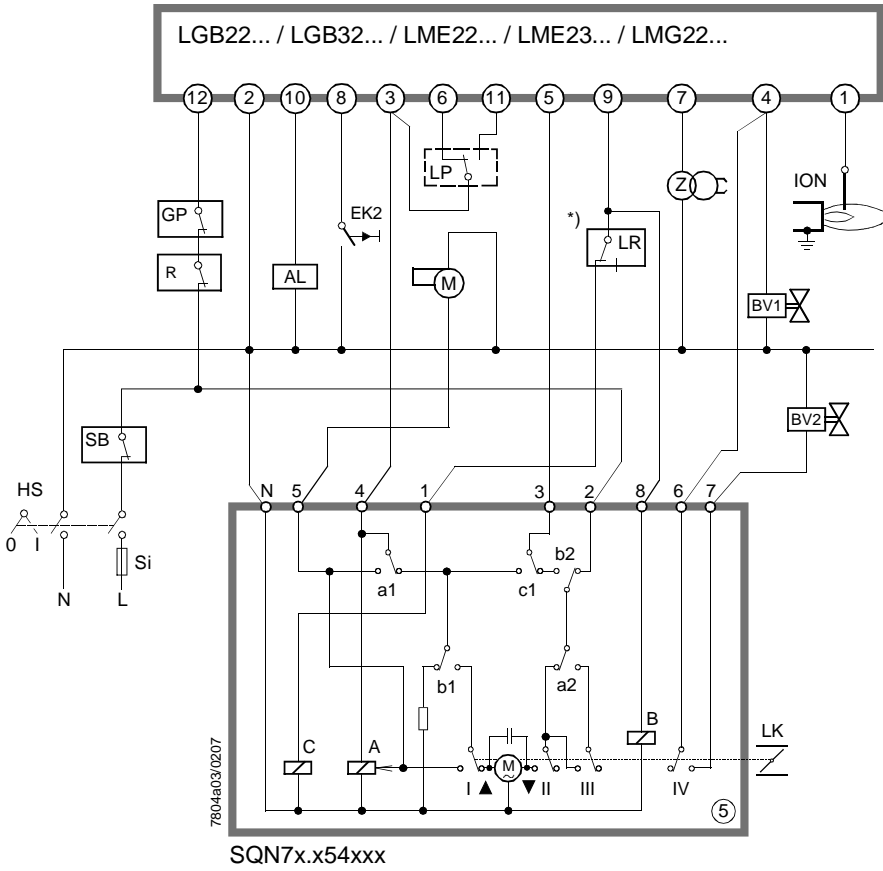 LGB22... / LGB32... / LME22... / LME23... / LMG22...
12 2 10 8 3 6 11 5 9 7 4 1
LP
Z
ION
GP
EK2
*)
LR
R
AL
M
BV1
BV2
SB
HS
N 5 4 1 3 2 8 6 7
0 I
Si
b2
a1
c1
N L
b1
a2
B
C A
LK
M
~
I ▲ ▼ II III IV
5
7804a03/0207
SQN7x.x54xxx